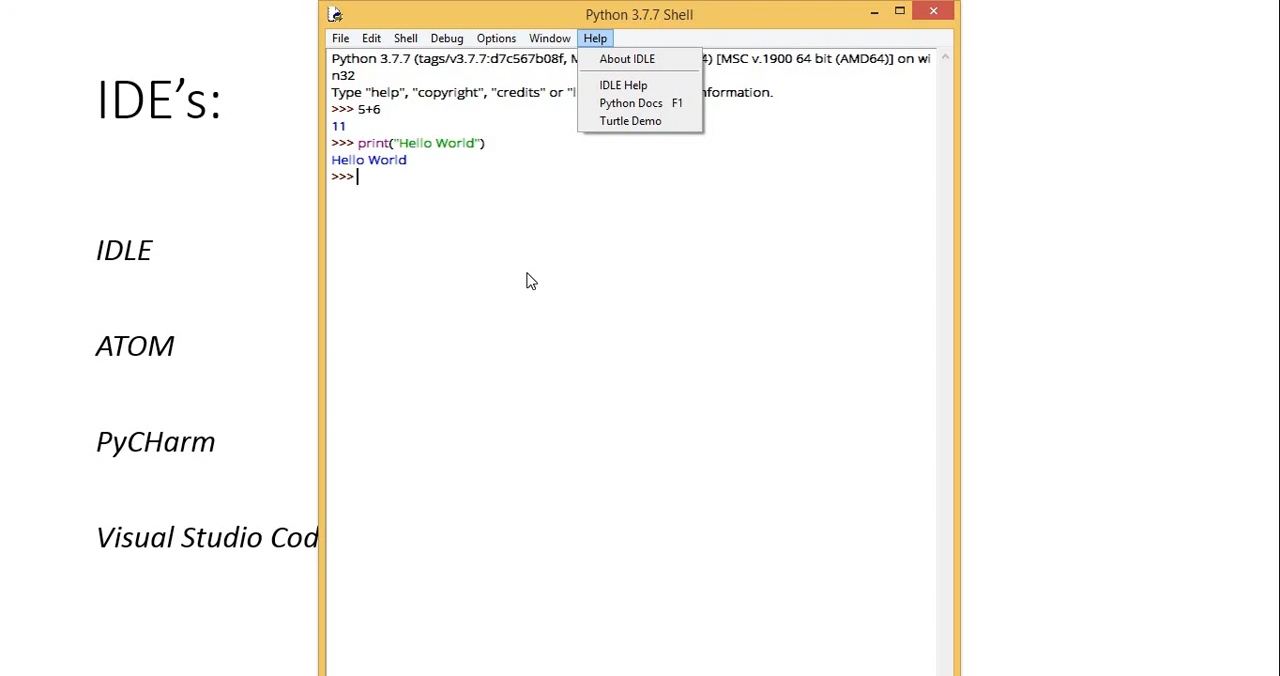 Python 3.7.7 Shell
File Edit Shell Debug Options Window Help
Python 3.7.7 (tags/v3.7.7:d7c567b08f, 4) [MSC v.1900 64 bit (AMD64)] on wi
n32
Type "help", "copyright", "credits" or "l nformation.
>>> 5+6
11
>>> print("Hello World")
Hello World
>>>
About IDLE
IDLE Help
Python Docs F1
Turtle Demo
IDE’s:
IDLE
ATOM
PyCHarm
Visual Studio Cod